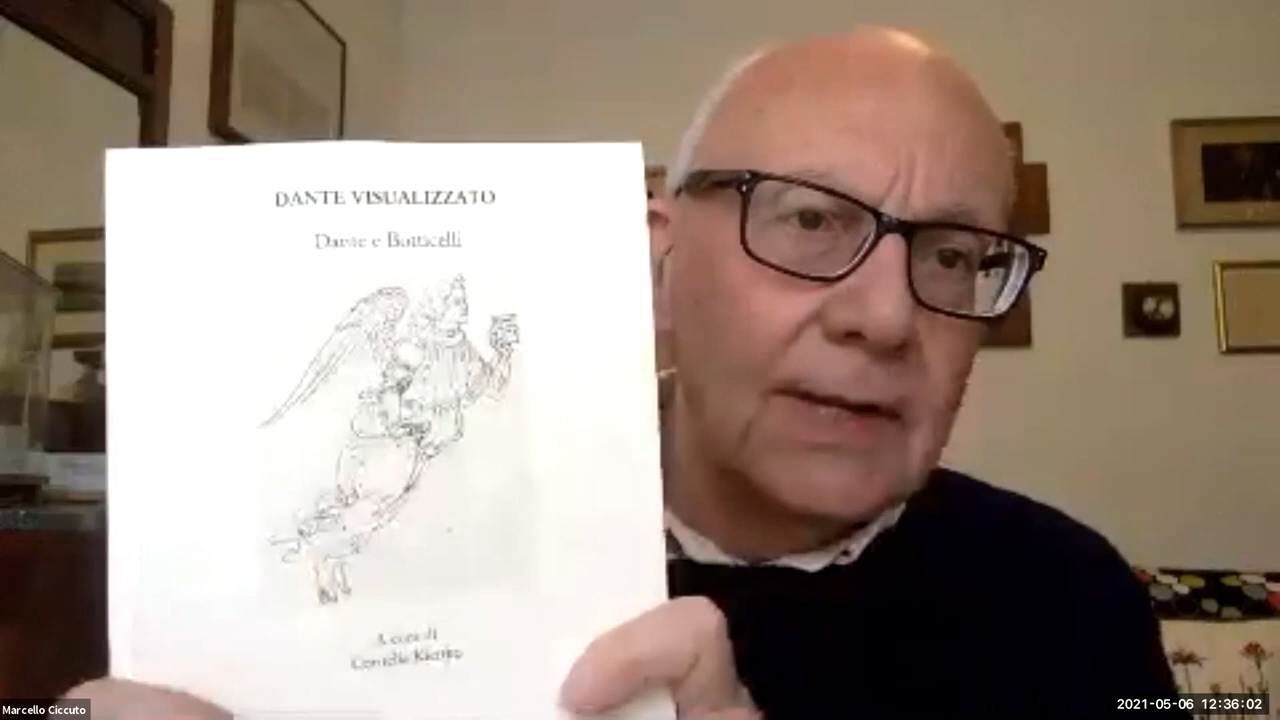 DANTE VISUALIZZATO
Dante e Botticelli
A cura di
Marcello Ciccuto
2021-05-06 12:36:02